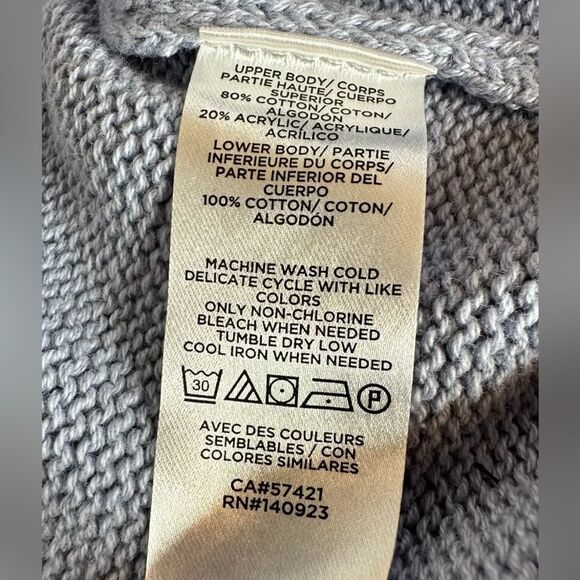 UPPER BODY/ CORPS
PARTIE HAUTE/ CUERPO
SUPERIOR
80% COTTON/ COTON/
ALGODON
20% ACRYLIC/ ACRYLIQUE/
ACRÍLICO
LOWER BODY/ PARTIE
INFERIEURE DU CORPS/
PARTE INFERIOR DEL
CUERPO
100% COTTON/ COTON/
ALGODÓN
MACHINE WASH COLD
DELICATE CYCLE WITH LIKE
COLORS
ONLY NON-CHLORINE
BLEACH WHEN NEEDED
TUMBLE DRY LOW
COOL IRON WHEN NEEDED
30 P
AVEC DES COULEURS
SEMBLABLES / CON
COLORES SIMILARES
CA#57421
RN#140923